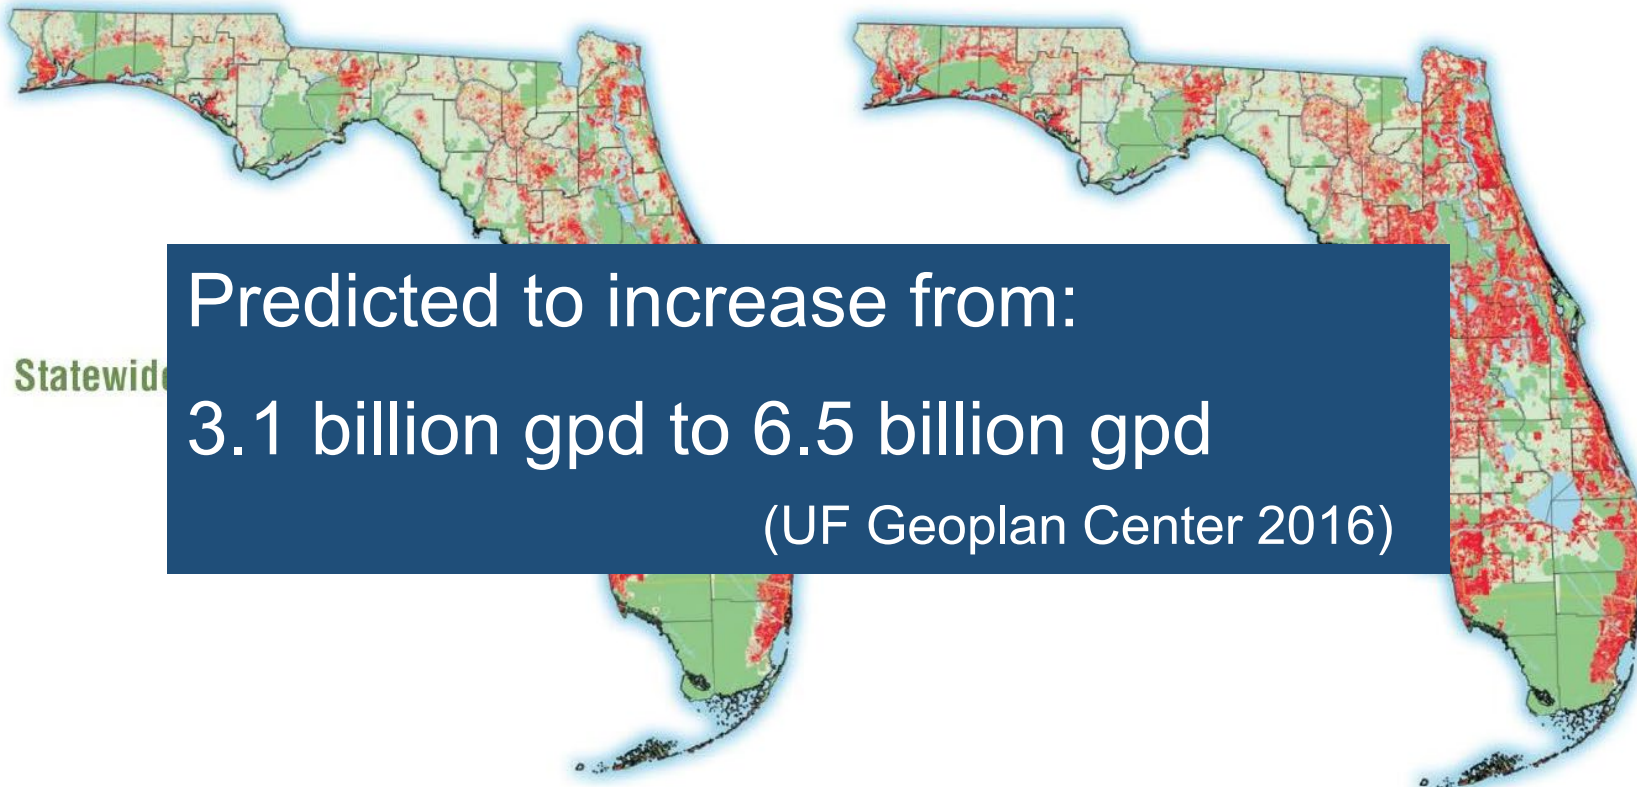 Predicted to increase from:
Statewide
3.1 billion gpd to 6.5 billion gpd
(UF Geoplan Center 2016)